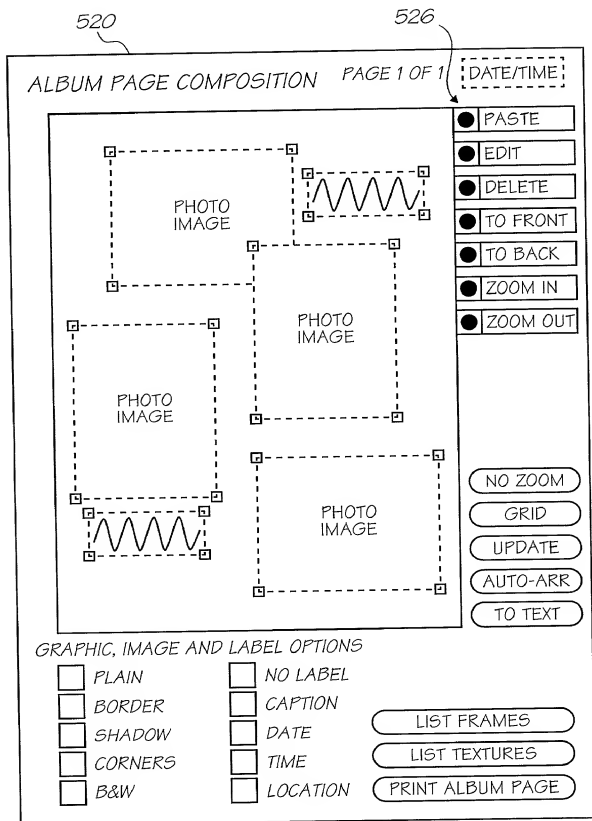 520
526
ALBUM PAGE COMPOSITION PAGE 1 OF 1 DATE/TIME
PASTE
EDIT
DELETE
TO FRONT
TO BACK
ZOOM IN
ZOOM OUT
PHOTO
IMAGE
PHOTO
IMAGE
PHOTO
IMAGE
PHOTO
IMAGE
NO ZOOM
GRID
UPDATE
AUTO-ARR
TO TEXT
GRAPHIC, IMAGE AND LABEL OPTIONS
PLAIN
BORDER
SHADOW
CORNERS
B&W
NO LABEL
CAPTION
DATE
TIME
LOCATION
LIST FRAMES
LIST TEXTURES
PRINT ALBUM PAGE